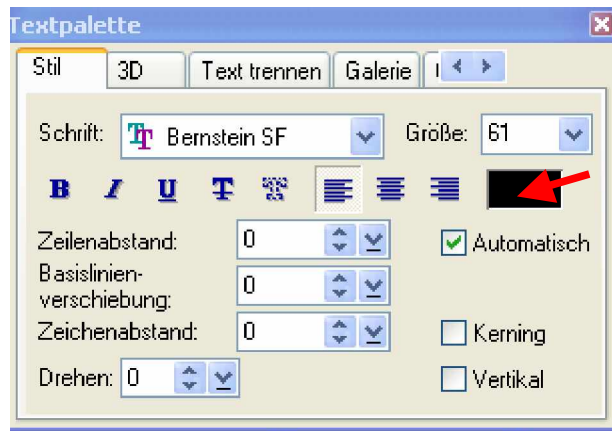 Textpalette
Stil 3D Text trennen Galerie
Schrift: Bernstein SF Größe: 61
B I U T T
Zeilenabstand: 0 Automatisch
Basislinien-
verschiebung: 0
Zeichenabstand: 0 Kerning
Drehen: 0 Vertikal